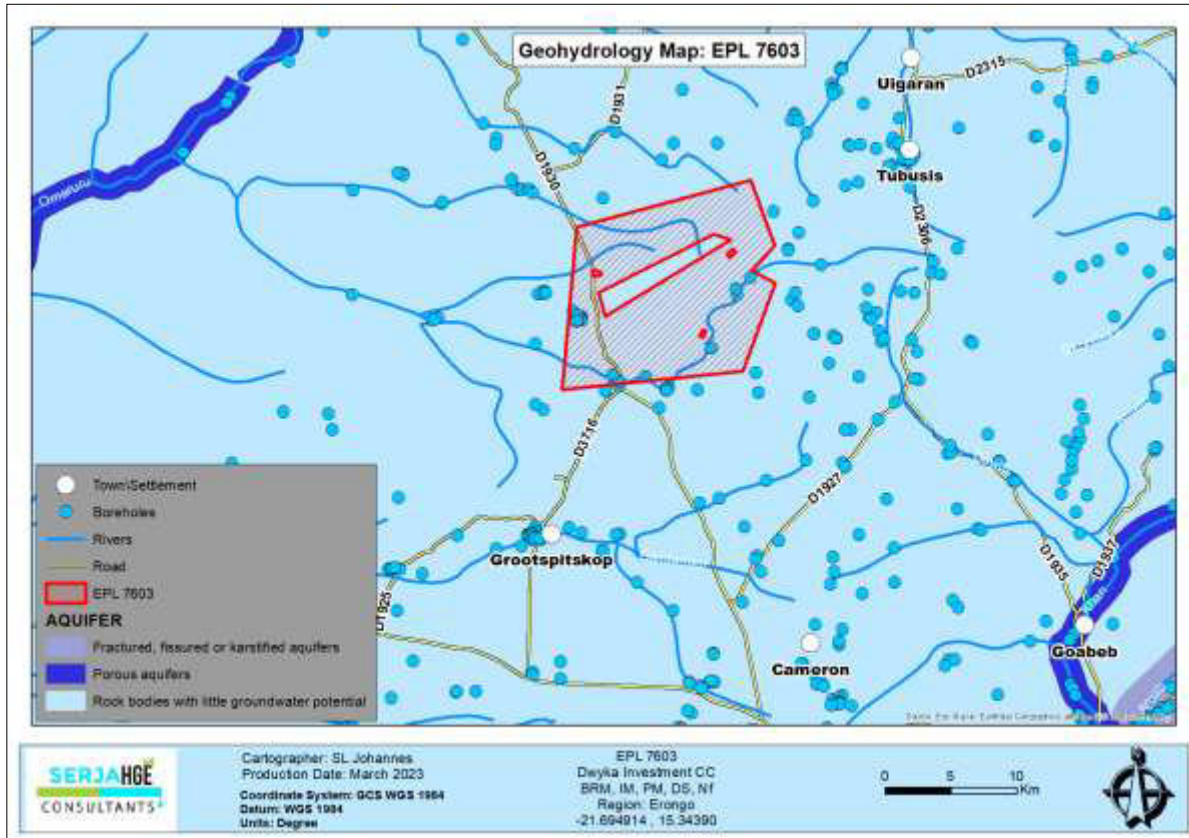 Geohydrology Map: EPL 7603
D1931
D1930
D2315
Uigaran
Tubusis
D2306
Omaruru
D3716
D1927
Grootspitskop
D1925
D1935
D1937
Khan
Cameron
Goabeb
Town\Settlement
Boreholes
Rivers
Road
EPL 7603
AQUIFER
Fractured, fissured or karstified aquifers
Porous aquifers
Rock bodies with little groundwater potential
SERJAHGE
CONSULTANTS
Cartographer: SL Johannes
Production Date: March 2023
Coordinate System: GCS WGS 1984
Datum: WGS 1984
Units: Degree
EPL 7603
Dwyka Investment CC
BRM, IM, PM, DS, Nf
Region: Erongo
-21.694914 , 15.34390
0 5 10
Km